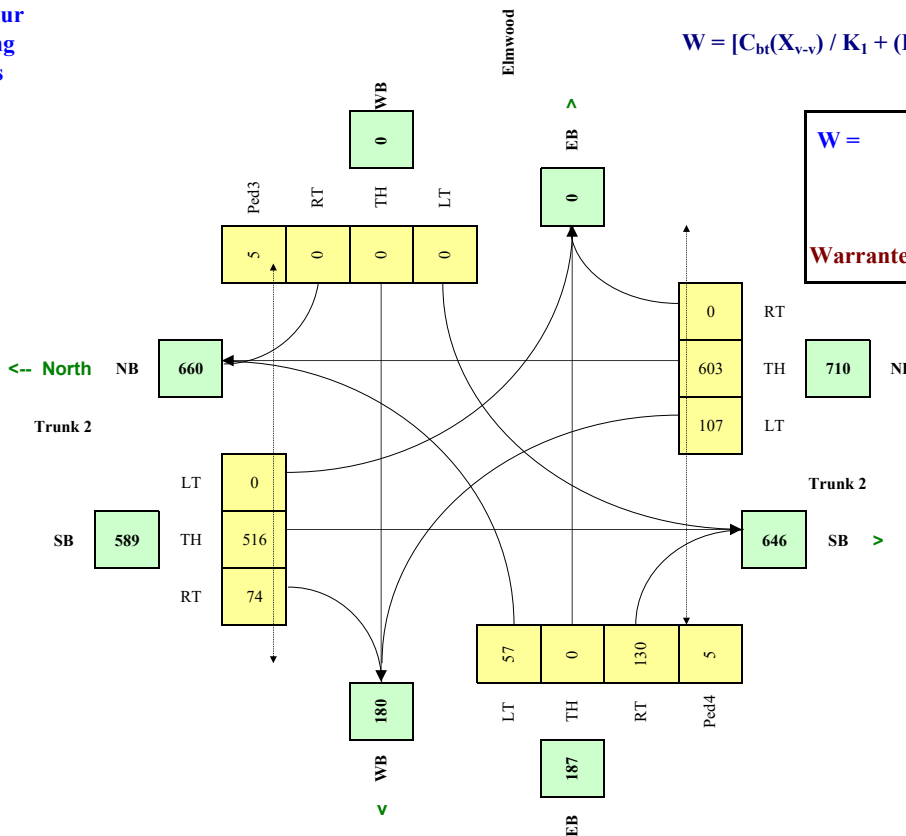 ur
ng
s
Elmwood
W = [Cbt(Xv-v) / K1 + (
W =
Warrante
WB
0
^
EB
0
Ped3
RT
TH
LT
5
0
0
0
0
RT
603
TH
107
LT
710
<-- North
NB
660
Trunk 2
Trunk 2
LT
0
SB
589
TH
516
RT
74
646
SB
>
57
0
130
5
LT
TH
RT
Ped4
180
WB
v
187
EB